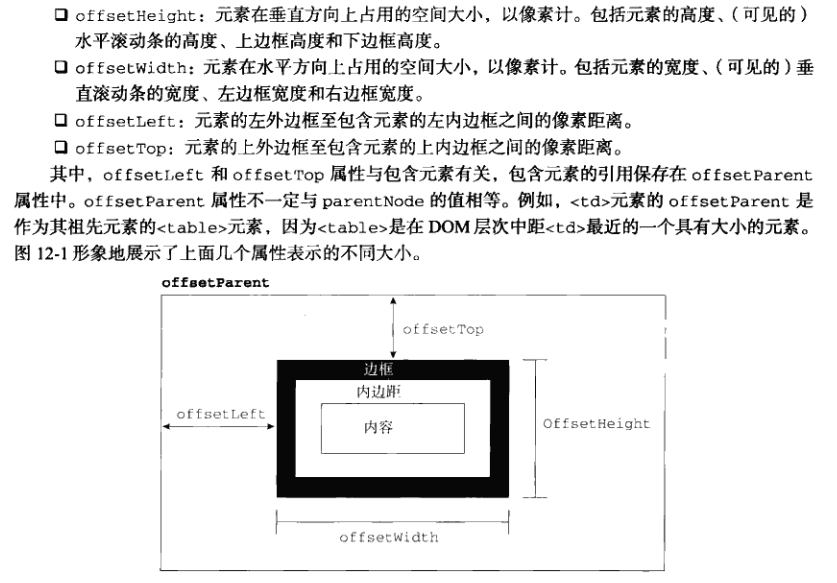 ❑ offsetHeight：元素在垂直方向上占用的空间大小，以像素计。包括元素的高度、（可见的）
水平滚动条的高度、上边框高度和下边框高度。
❑ offsetWidth：元素在水平方向上占用的空间大小，以像素计。包括元素的宽度、（可见的）垂
直滚动条的宽度、左边框宽度和右边框宽度。
❑ offsetLeft：元素的左外边框至包含元素的左内边框之间的像素距离。
❑ offsetTop：元素的上外边框至包含元素的上内边框之间的像素距离。
其中，offsetLeft 和 offsetTop 属性与包含元素有关，包含元素的引用保存在 offsetParent
属性中。offsetParent 属性不一定与 parentNode 的值相等。例如，<td>元素的 offsetParent 是
作为其祖先元素的<table>元素，因为<table>是在 DOM 层次中距<td>最近的一个具有大小的元素。
图 12-1 形象地展示了上面几个属性表示的不同大小。
offsetParent
offsetTop
边框
内边距
offsetLeft
内容
OffsetHeight
offsetWidth